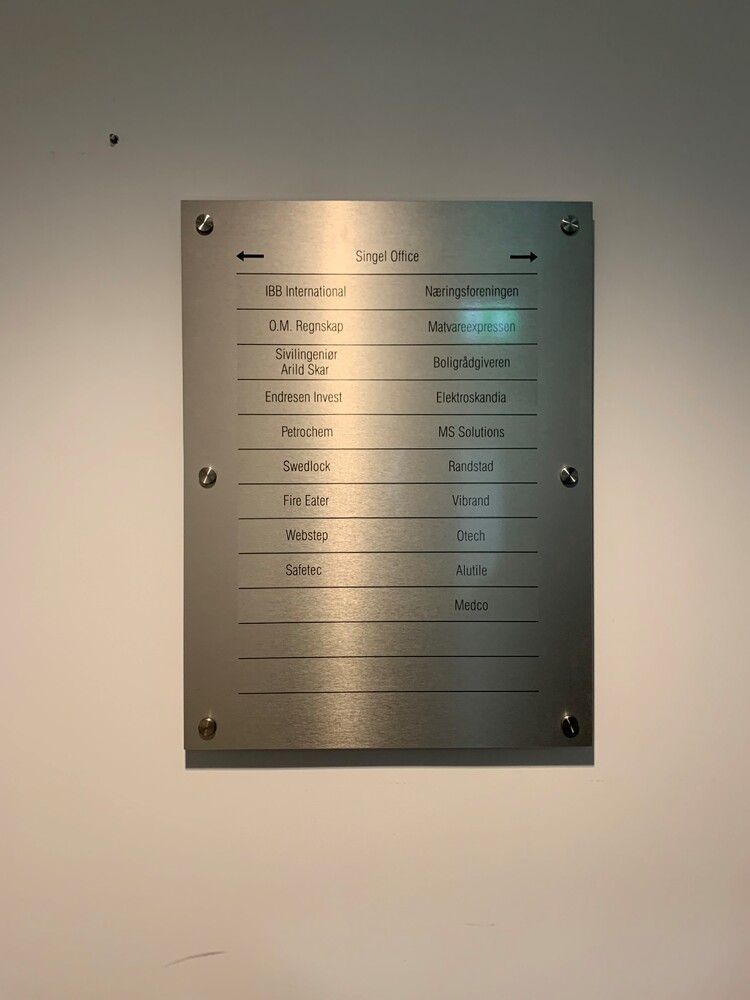 ← Singel Office →
IBB International Næringsforeningen
O.M. Regnskap Matvareexpressen
Sivilingeniør
Arild Skar Boligrådgiveren
Endresen Invest Elektroskandia
Petrochem MS Solutions
Swedlock Randstad
Fire Eater Vibrand
Webstep Otech
Safetec Alutile
Medco